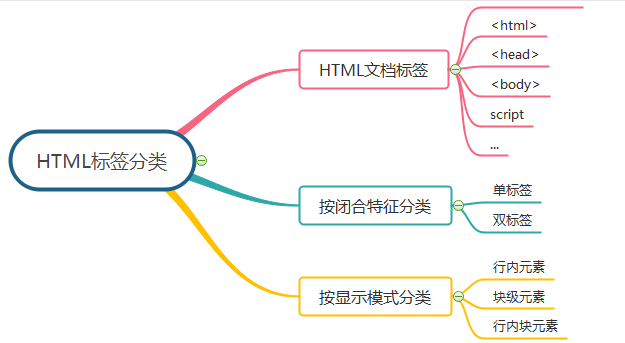 HTML标签分类
HTML文档标签
<html>
<head>
<body>
script
...
按闭合特征分类
单标签
双标签
按显示模式分类
行内元素
块级元素
行内块元素